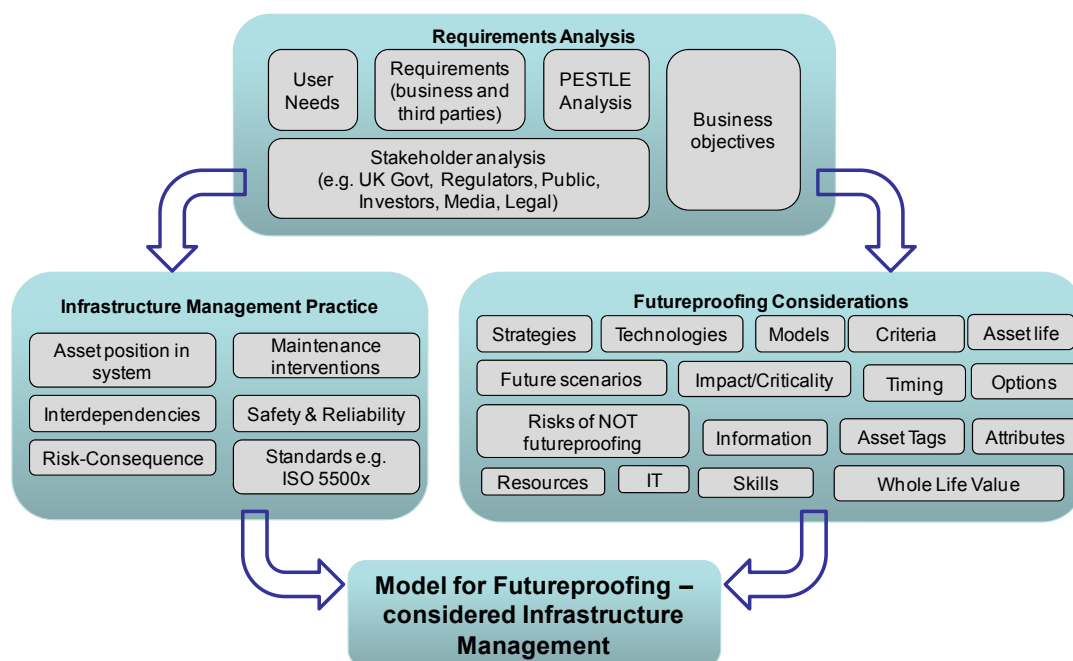 Requirements Analysis
User
Needs
Requirements
(business and
third parties)
PESTLE
Analysis
Business
objectives
Stakeholder analysis
(e.g. UK Govt, Regulators, Public,
Investors, Media, Legal)
Infrastructure Management Practice
Asset position in
system
Maintenance
interventions
Interdependencies
Safety & Reliability
Risk-Consequence
Standards e.g.
ISO 5500x
Futureproofing Considerations
Strategies
Technologies
Models
Criteria
Asset life
Future scenarios
Impact/Criticality
Timing
Options
Risks of NOT
futureproofing
Information
Asset Tags
Attributes
Resources
IT
Skills
Whole Life Value
Model for Futureproofing –
considered Infrastructure
Management